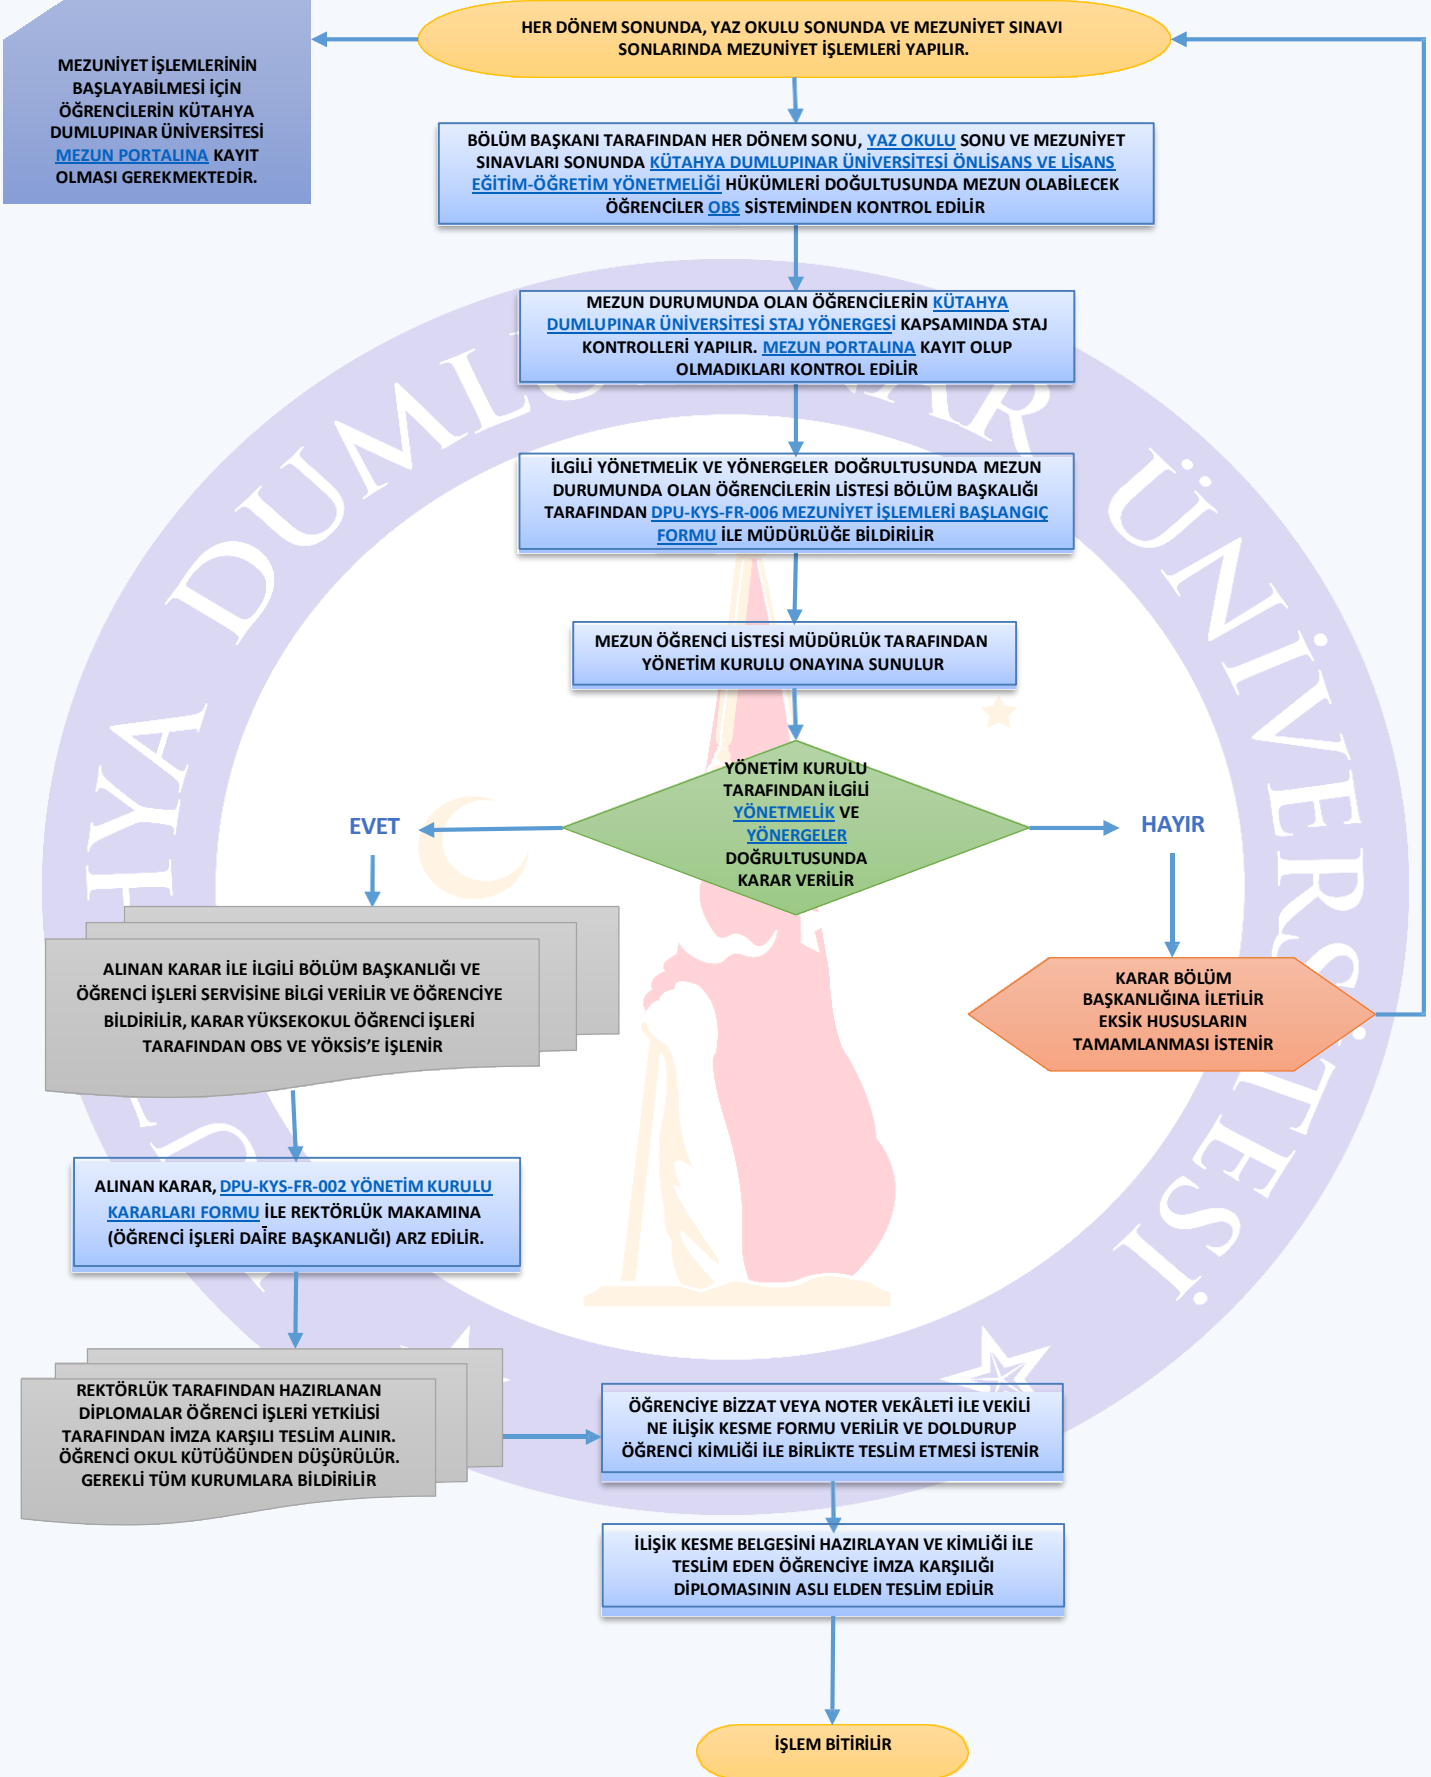 HER DÖNEM SONUNDA, YAZ OKULU SONUNDA VE MEZUNİYET SINAVI
SONLARINDA MEZUNİYET İŞLEMLERİ YAPILIR.
MEZUNİYET İŞLEMLERİNİN
BAŞLAYABİLMESİ İÇİN
ÖĞRENCİLERİN KÜTAHYA
DUMLUPINAR ÜNİVERSİTESİ
MEZUN PORTALINA KAYIT
OLMASI GEREKMEKTEDİR.
BÖLÜM BAŞKANI TARAFINDAN HER DÖNEM SONU, YAZ OKULU SONU VE MEZUNİYET
SINAVLARI SONUNDA KÜTAHYA DUMLUPINAR ÜNİVERSİTESİ ÖNLİSANS VE LİSANS
EĞİTİM-ÖĞRETİM YÖNETMELİĞİ HÜKÜMLERİ DOĞULTUSUNDA MEZUN OLABİLECEK
ÖĞRENCİLER OBS SİSTEMİNDEN KONTROL EDİLİR
MEZUN DURUMUNDA OLAN ÖĞRENCİLERİN KÜTAHYA
DUMLUPINAR ÜNİVERSİTESİ STAJ YÖNERGESİ KAPSAMINDA STAJ
KONTROLLERİ YAPILIR. MEZUN PORTALINA KAYIT OLUP
OLMADIKLARI KONTROL EDİLİR
İLGİLİ YÖNETMELİK VE YÖNERGELER DOĞRULTUSUNDA MEZUN
DURUMUNDA OLAN ÖĞRENCİLERİN LİSTESİ BÖLÜM BAŞKALIĞI
TARAFINDAN DPU-KYS-FR-006 MEZUNİYET İŞLEMLERİ BAŞLANGIÇ
FORMU İLE MÜDÜRLÜĞE BİLDİRİLİR
MEZUN ÖĞRENCİ LİSTESİ MÜDÜRLÜK TARAFINDAN
YÖNETİM KURULU ONAYINA SUNULUR
YÖNETİM KURULU
TARAFINDAN İLGİLİ
YÖNETMELİK VE
YÖNERGELER
DOĞRULTUSUNDA
KARAR VERİLİR
EVET
HAYIR
ALINAN KARAR İLE İLGİLİ BÖLÜM BAŞKANLIĞI VE
ÖĞRENCİ İŞLERİ SERVİSİNE BİLGİ VERİLİR VE ÖĞRENCİYE
BİLDİRİLİR, KARAR YÜKSEKOKUL ÖĞRENCİ İŞLERİ
TARAFINDAN OBS VE YÖKSİS'E İŞLENİR
KARAR BÖLÜM
BAŞKANLIĞINA İLETİLİR
EKSİK HUSUSLARIN
TAMAMLANMASI İSTENİR
ALINAN KARAR, DPU-KYS-FR-002 YÖNETİM KURULU
KARARLARI FORMU İLE REKTÖRLÜK MAKAMINA
(ÖĞRENCİ İŞLERİ DAİRE BAŞKANLIĞI) ARZ EDİLİR.
REKTÖRLÜK TARAFINDAN HAZIRLANAN
DİPLOMALAR ÖĞRENCİ İŞLERİ YETKİLİSİ
TARAFINDAN İMZA KARŞILI TESLİM ALINIR.
ÖĞRENCİ OKUL KÜTÜĞÜNDEN DÜŞÜRÜLÜR.
GEREKLİ TÜM KURUMLARA BİLDİRİLİR
ÖĞRENCİYE BİZZAT VEYA NOTER VEKÂLETİ İLE VEKİLİ
NE İLİŞİK KESME FORMU VERİLİR VE DOLDURUP
ÖĞRENCİ KİMLİĞİ İLE BİRLİKTE TESLİM ETMESİ İSTENİR
İLİŞİK KESME BELGESİNİ HAZIRLAYAN VE KİMLİĞİ İLE
TESLİM EDEN ÖĞRENCİYE İMZA KARŞILIĞI
DİPLOMASININ ASLI ELDEN TESLİM EDİLİR
İŞLEM BİTİRİLİR